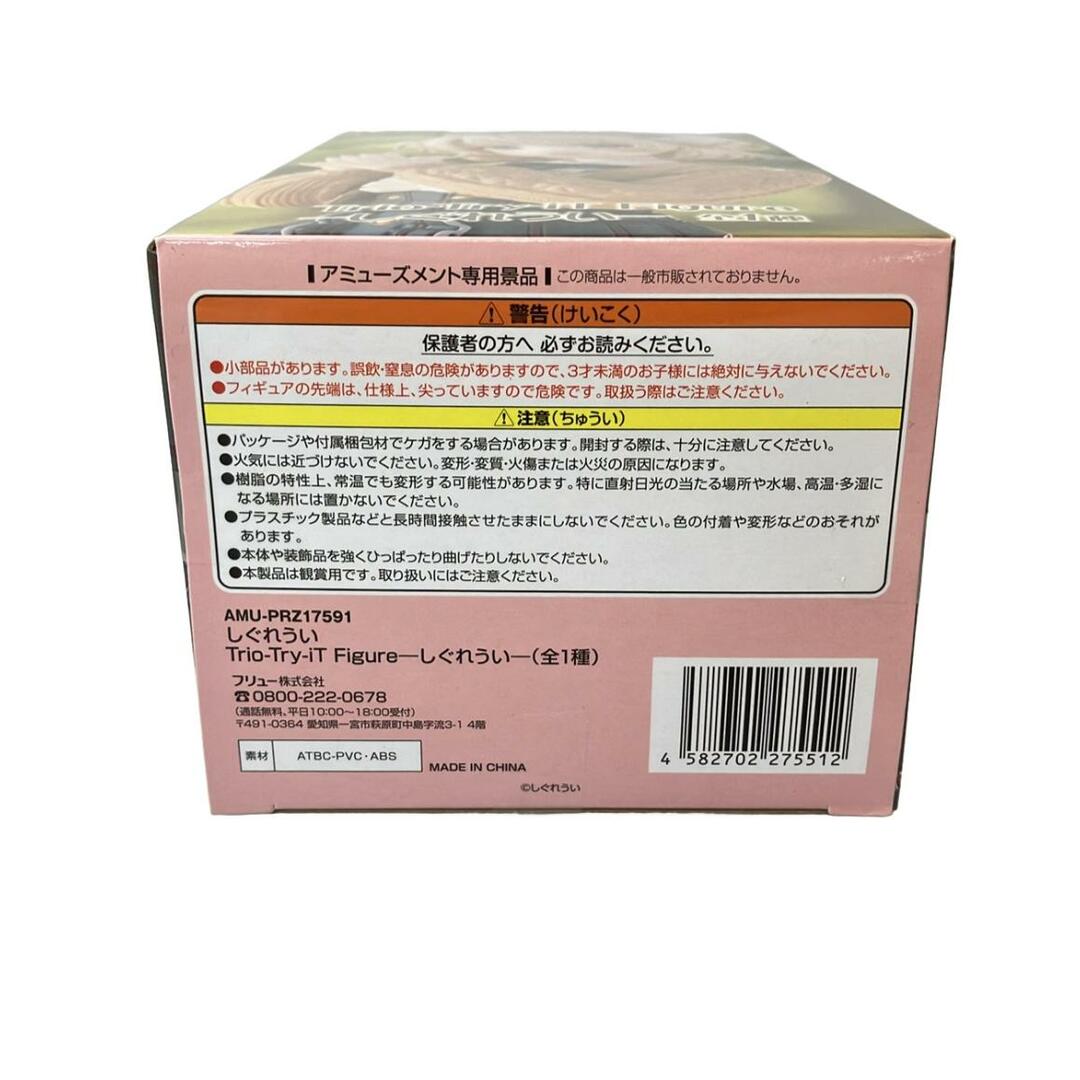 アミューズメント専用景品 この商品は一般市販されておりません。
警告(けいこく)
保護者の方へ 必ずお読みください。
●小部品があります。誤飲・窒息の危険がありますので、3才未満のお子様には絶対に与えないでください。
●フィギュアの先端は、仕様上、尖っていますので危険です。取扱う際はご注意ください。
注意(ちゅうい)
●パッケージや付属梱包材でケガをする場合があります。開封する際は、十分に注意してください。
●火気には近づけないでください。変形・変質・火傷または火災の原因になります。
●樹脂の特性上、常温でも変形する可能性があります。特に直射日光の当たる場所や水場、高温・多湿に
なる場所には置かないでください。
●プラスチック製品などと長時間接触させたままにしないでください。色の付着や変形などのおそれが
あります。
●本体や装飾品を強くひっぱったり曲げたりしないでください。
●本製品は観賞用です。取り扱いにはご注意ください。
AMU-PRZ17591
しぐれうい
Trio-Try-iT Figure―しぐれうい―(全1種)
フリュー株式会社
☎0800-222-0678
(通話無料、平日10:00～18:00受付)
〒491-0364 愛知県一宮市萩原町中島字流3-1 4階
素材 ATBC-PVC・ABS
MADE IN CHINA
4 582702 275512
©しぐれうい